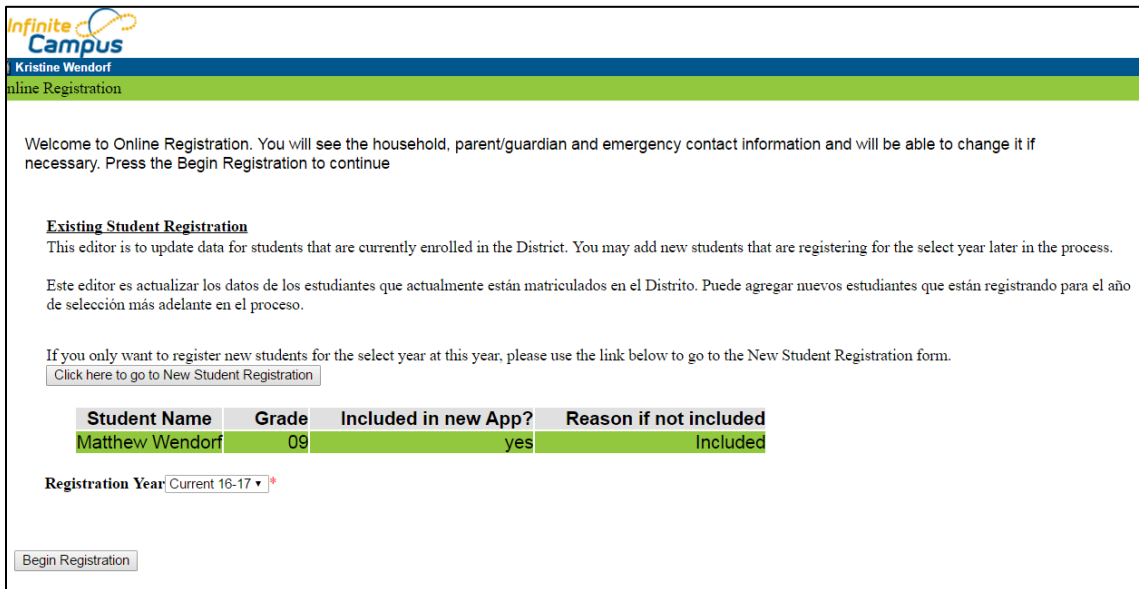 Infinite
Campus
Kristine Wendorf
nline Registration
Welcome to Online Registration. You will see the household, parent/guardian and emergency contact information and will be able to change it if
necessary. Press the Begin Registration to continue
Existing Student Registration
This editor is to update data for students that are currently enrolled in the District. You may add new students that are registering for the select year later in the process.
Este editor es actualizar los datos de los estudiantes que actualmente están matriculados en el Distrito. Puede agregar nuevos estudiantes que están registrando para el año
de selección más adelante en el proceso.
If you only want to register new students for the select year at this year, please use the link below to go to the New Student Registration form.
Click here to go to New Student Registration
Student Name Grade Included in new App? Reason if not included
Matthew Wendorf 09 yes Included
Registration Year Current 16-17 *
Begin Registration